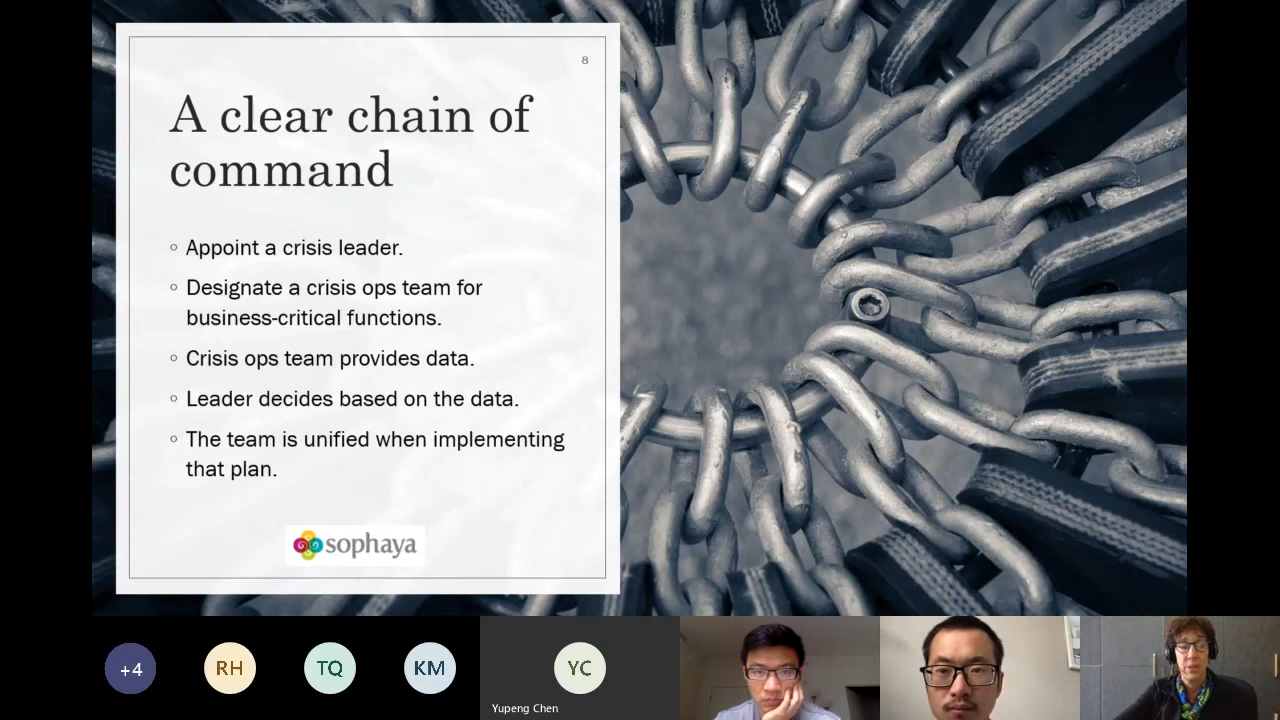 8
A clear chain of
command
◦ Appoint a crisis leader.
◦ Designate a crisis ops team for
business-critical functions.
◦ Crisis ops team provides data.
◦ Leader decides based on the data.
◦ The team is unified when implementing
that plan.
sophaya
+4
RH
TQ
KM
YC
Yupeng Chen